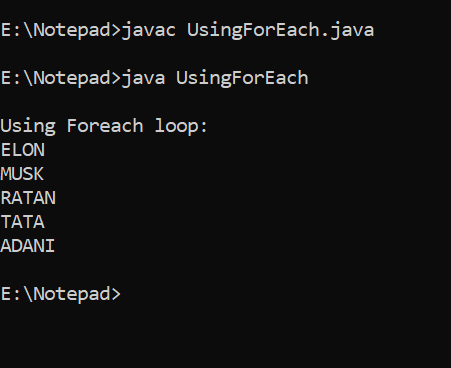 E:\Notepad>javac UsingForEach.java
E:\Notepad>java UsingForEach
Using Foreach loop:
ELON
MUSK
RATAN
TATA
ADANI
E:\Notepad>